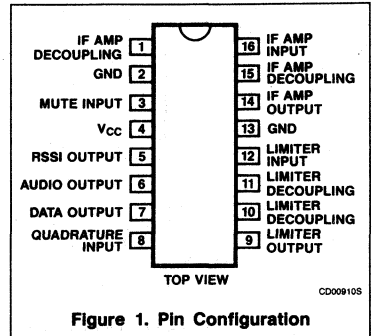 IF AMP
DECOUPLING 1
GND 2
MUTE INPUT 3
VCC 4
RSSI OUTPUT 5
AUDIO OUTPUT 6
DATA OUTPUT 7
QUADRATURE
INPUT 8
16 IF AMP
INPUT
15 IF AMP
DECOUPLING
14 IF AMP
OUTPUT
13 GND
12 LIMITER
INPUT
11 LIMITER
DECOUPLING
10 LIMITER
DECOUPLING
9 LIMITER
OUTPUT
TOP VIEW
CD00910S
Figure 1. Pin Configuration